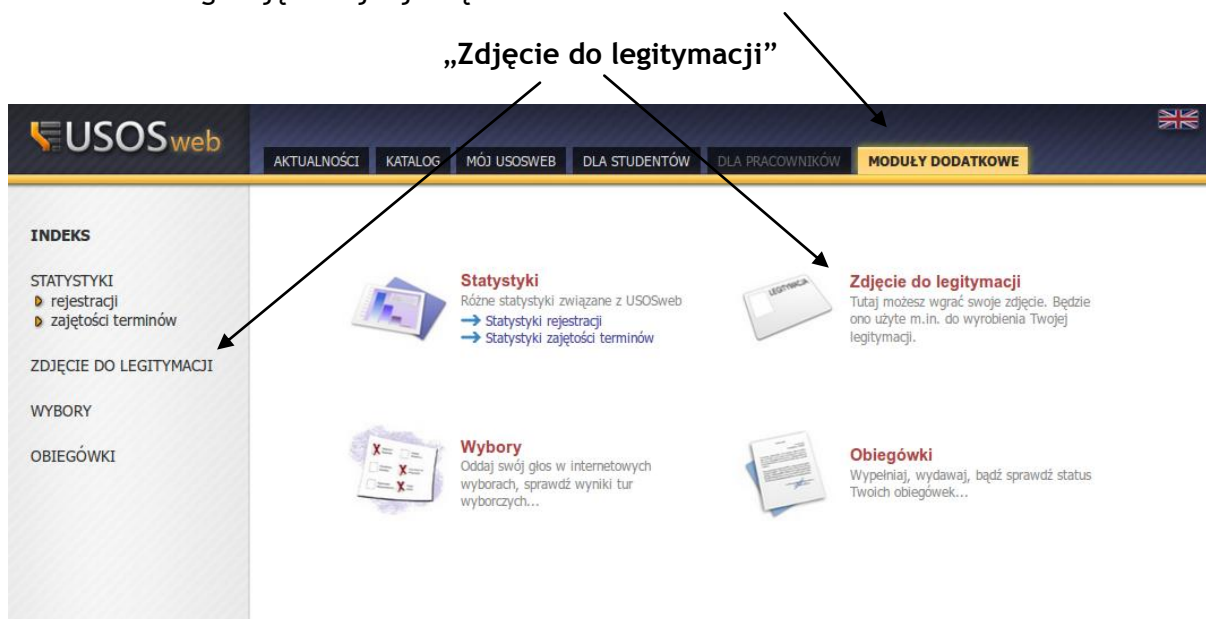 „Zdjęcie do legitymacji”
USOSweb
AKTUALNOŚCI KATALOG MÓJ USOSWEB DLA STUDENTÓW DLA PRACOWNIKÓW MODUŁY DODATKOWE
INDEKS
STATYSTYKI
rejestracji
zajętości terminów
ZDJĘCIE DO LEGITYMACJI
WYBORY
OBIEGÓWKI
Statystyki
Różne statystyki związane z USOSweb
Statystyki rejestracji
Statystyki zajętości terminów
LEGITYMACJA
Zdjęcie do legitymacji
Tutaj możesz wgrać swoje zdjęcie. Będzie
ono użyte m.in. do wyrobienia Twojej
legitymacji.
Wybory
Oddaj swój głos w internetowych
wyborach, sprawdź wyniki tur
wyborczych...
Obiegówki
Wypełniaj, wydawaj, bądź sprawdź status
Twoich obiegówek...